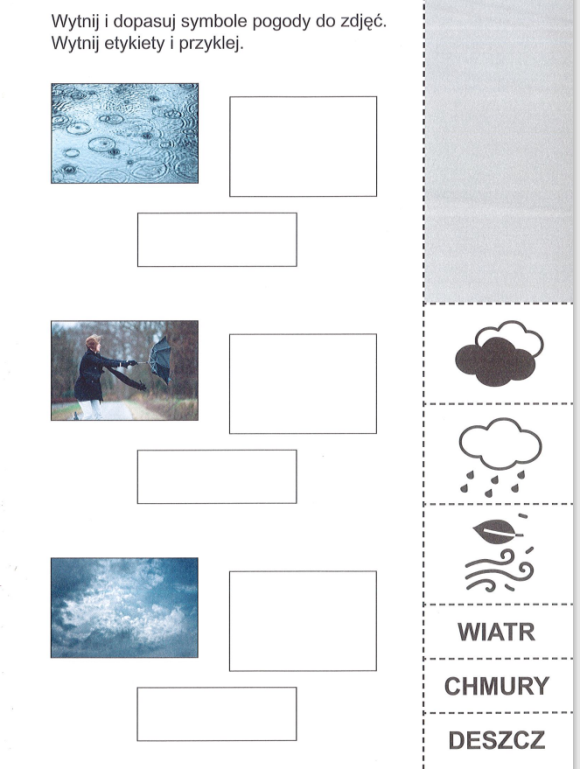 Wytnij i dopasuj symbole pogody do zdjęć.
Wytnij etykiety i przyklej.
WIATR
CHMURY
DESZCZ